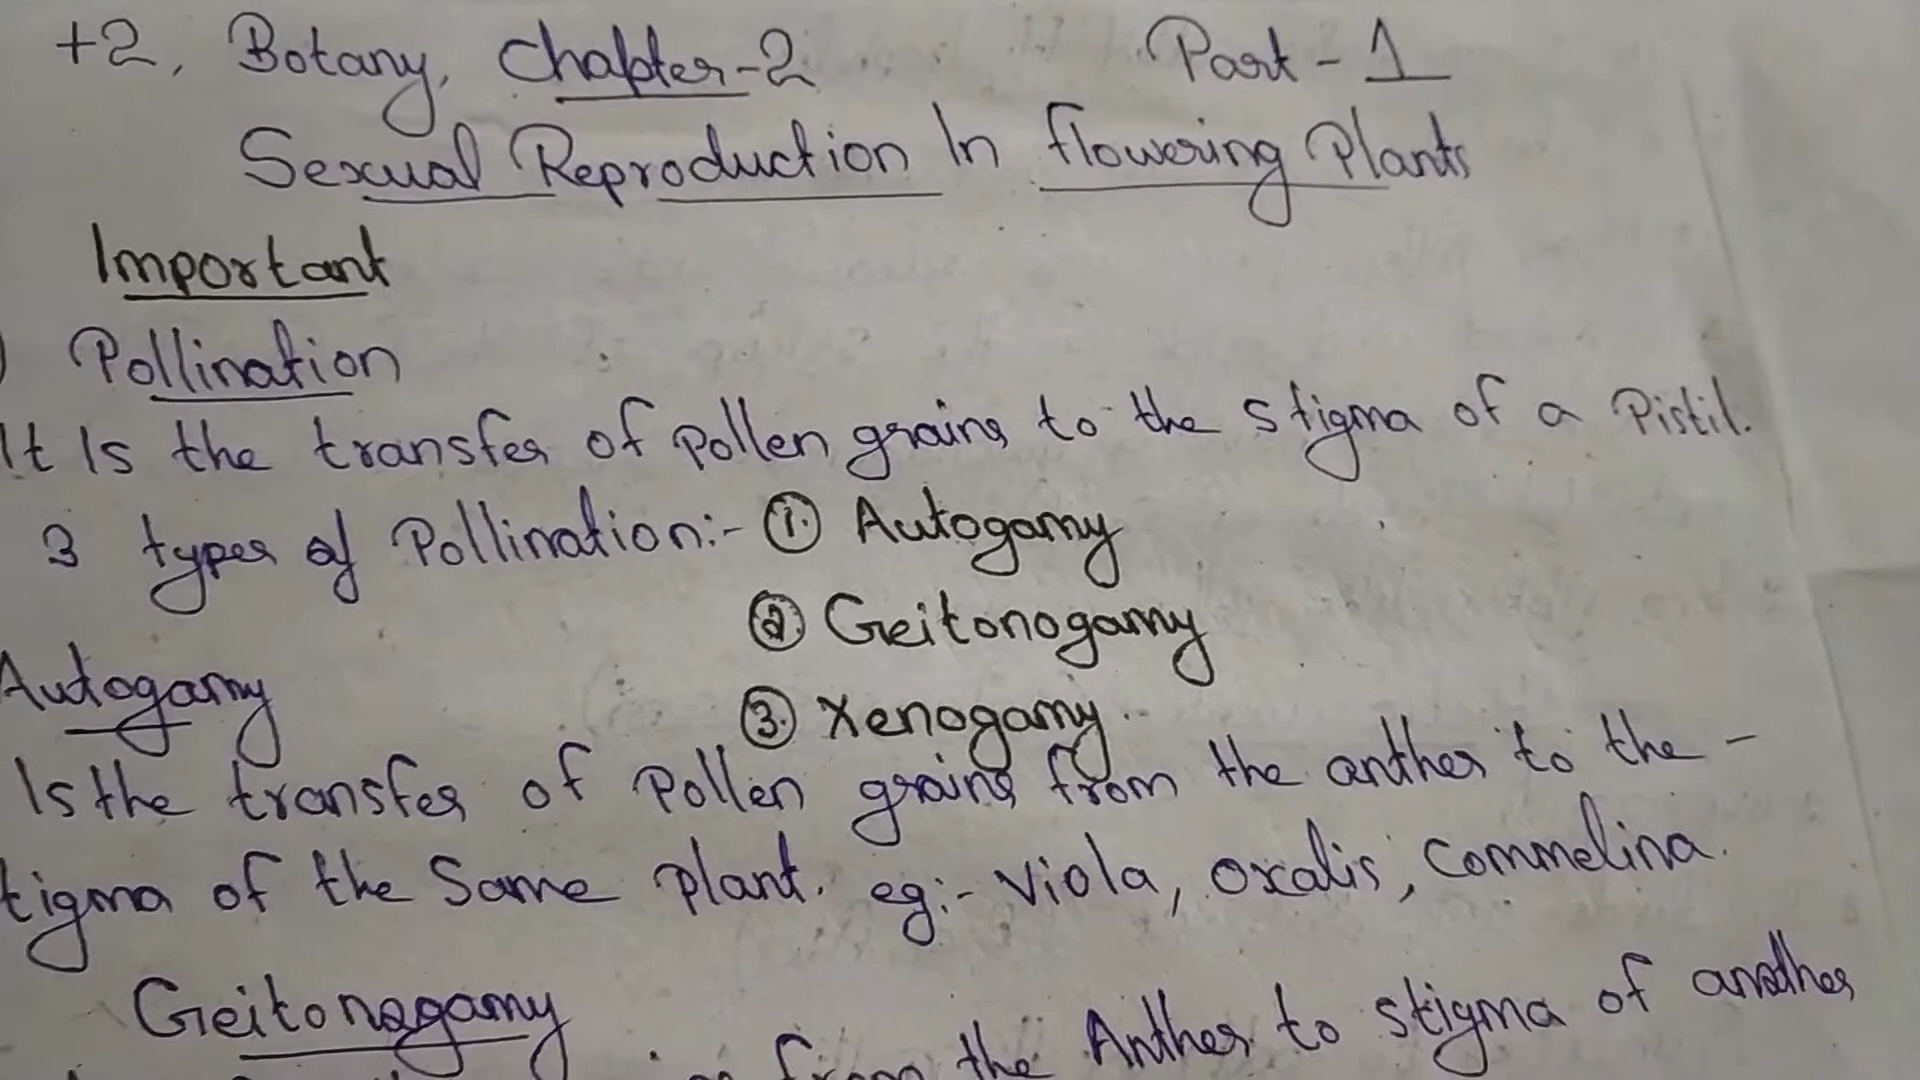 +2, Botany, Chapter-2 Part - 1
Sexual Reproduction In flowering Plants
Important
Pollination
It Is the transfer of Pollen grains to the Stigma of a Pistil.
3 types of Pollination:- ① Autogamy
② Geitonogamy
③ Xenogamy
Autogamy
Is the transfer of Pollen grains from the anther to the -
tigma of the Same Plant. eg:- Viola, Oxalis, Commelina.
Geitonogamy
from the Anther to stigma of another